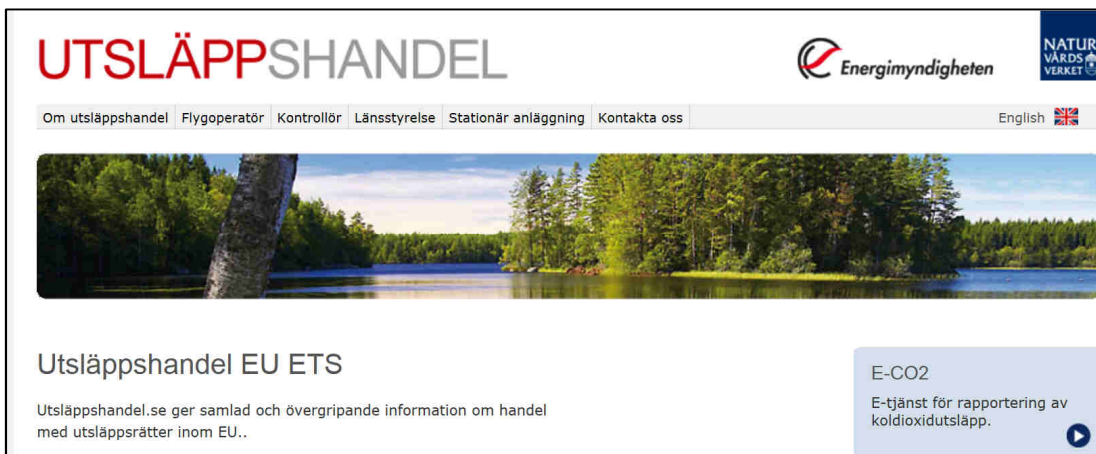 UTSLÄPPSHANDEL
Energimyndigheten
NATUR
VÅRDS
VERKET
Om utsläppshandel Flygoperatör Kontrollör Länsstyrelse Stationär anläggning Kontakta oss English
Utsläppshandel EU ETS
Utsläppshandel.se ger samlad och övergripande information om handel
med utsläppsrätter inom EU..
E-CO2
E-tjänst för rapportering av
koldioxidutsläpp.